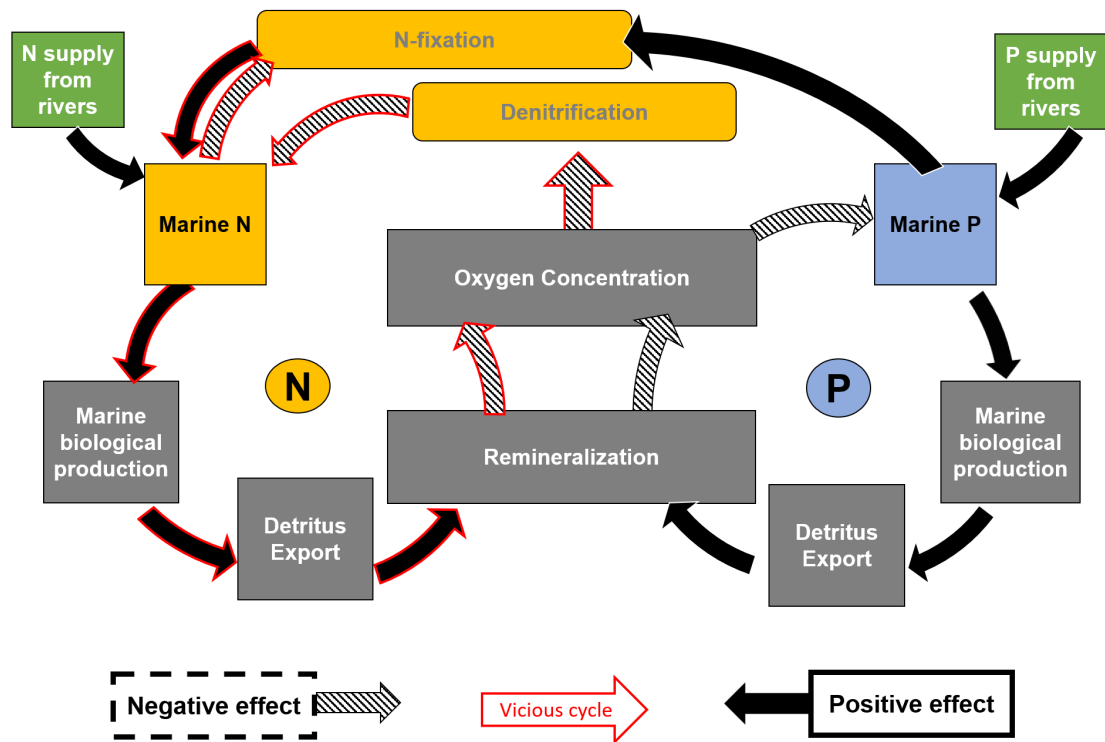 N-fixation
N supply
from
rivers
P supply
from
rivers
Denitrification
Marine N
Marine P
Oxygen Concentration
N
P
Marine
biological
production
Remineralization
Marine
biological
production
Detritus
Export
Detritus
Export
Negative effect
Vicious cycle
Positive effect